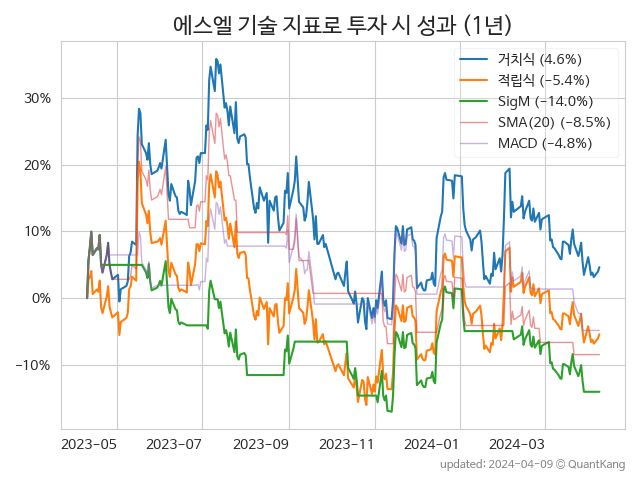 에스엘 기술 지표로 투자 시 성과 (1년)
거치식 (4.6%)
적립식 (−5.4%)
SigM (−14.0%)
SMA(20) (−8.5%)
MACD (−4.8%)
30%
20%
10%
0%
−10%
2023-05 2023-07 2023-09 2023-11 2024-01 2024-03
updated: 2024-04-09 © QuantKang